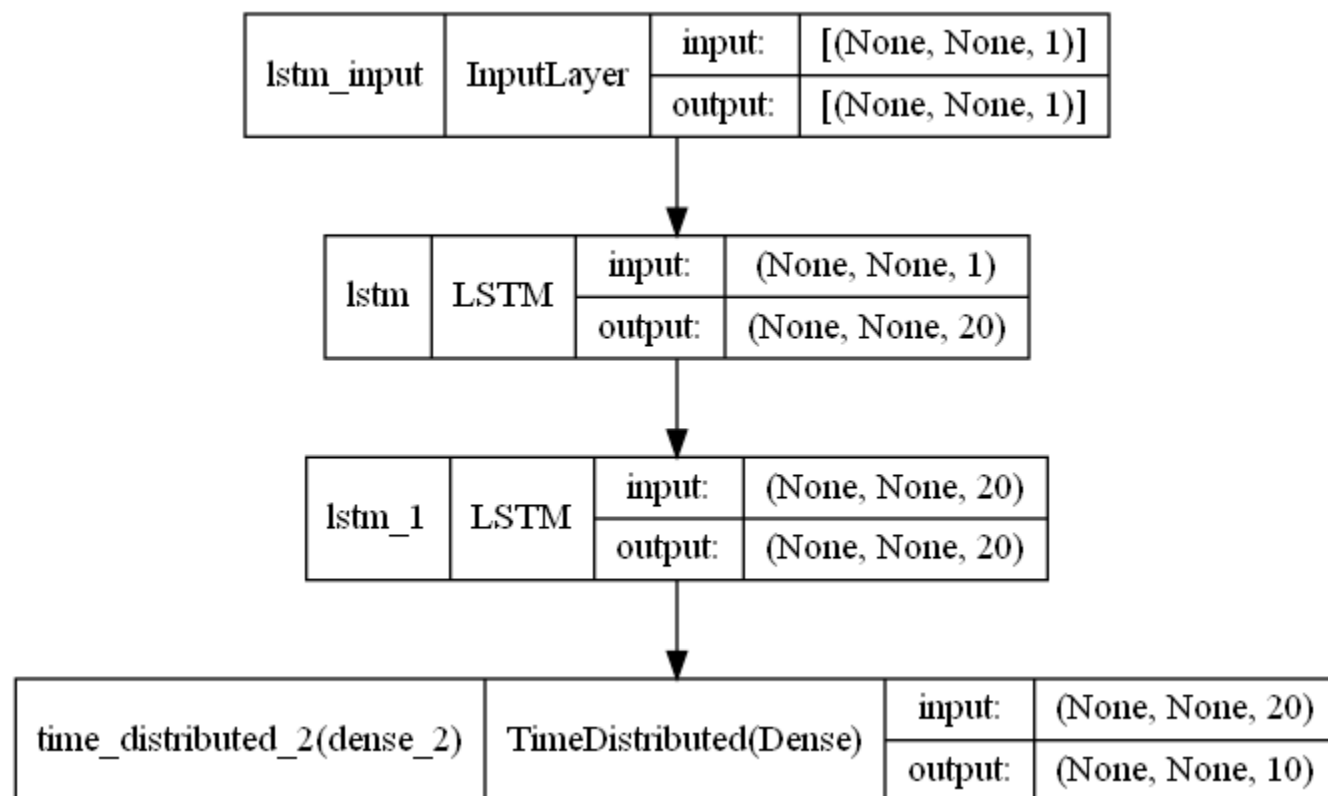 lstm_input InputLayer input: [(None, None, 1)]
output: [(None, None, 1)]
lstm LSTM input: (None, None, 1)
output: (None, None, 20)
lstm_1 LSTM input: (None, None, 20)
output: (None, None, 20)
time_distributed_2(dense_2) TimeDistributed(Dense) input: (None, None, 20)
output: (None, None, 10)